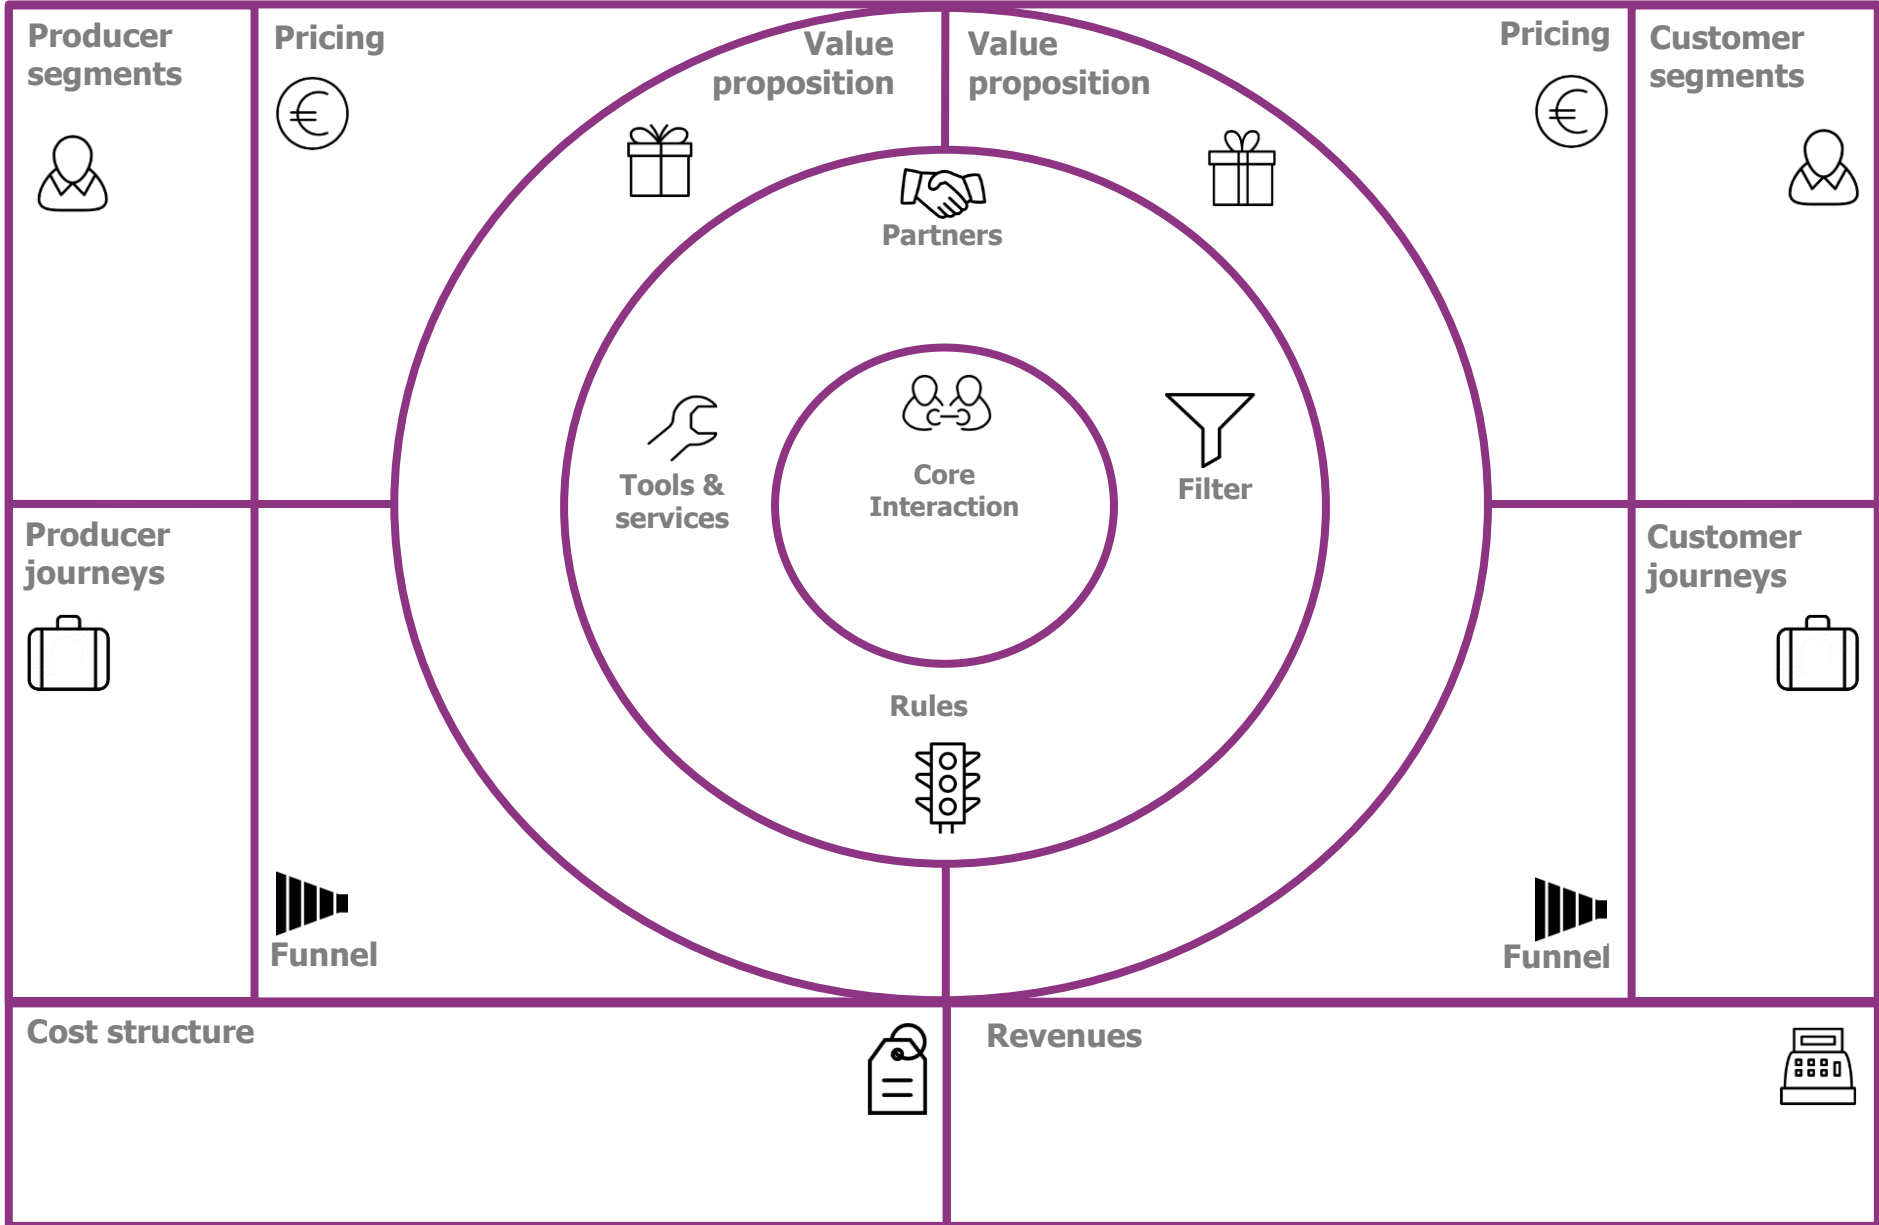 Producer
segments
Pricing
Value
proposition
Value
proposition
Pricing
Customer
segments
Partners
Tools &
services
Core
Interaction
Filter
Producer
journeys
Customer
journeys
Rules
Funnel
Funnel
Cost structure
Revenues